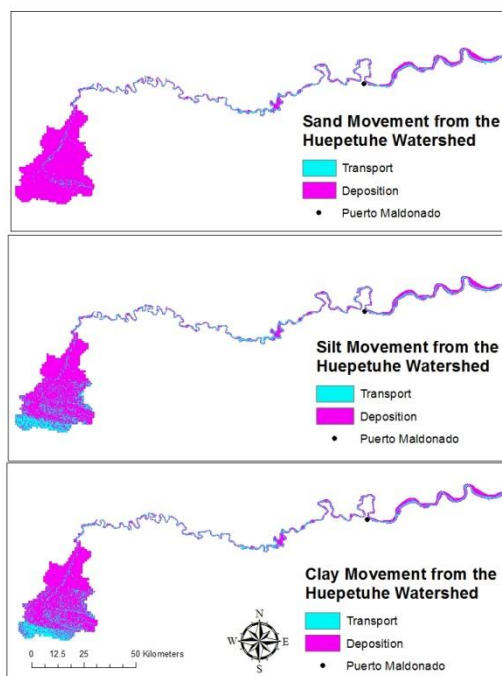 Sand Movement from the
Huepetuhe Watershed
Transport
Deposition
Puerto Maldonado
Silt Movement from the
Huepetuhe Watershed
Transport
Deposition
Puerto Maldonado
Clay Movement from the
Huepetuhe Watershed
Transport
Deposition
Puerto Maldonado
N
W E
S
0 12.5 25 50 Kilometers